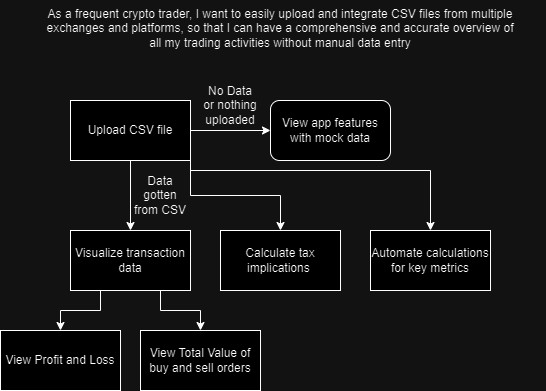 As a frequent crypto trader, I want to easily upload and integrate CSV files from multiple
exchanges and platforms, so that I can have a comprehensive and accurate overview of
all my trading activities without manual data entry
No Data
or nothing
uploaded
Upload CSV file
View app features
with mock data
Data
gotten
from CSV
Visualize transaction
data
Calculate tax
implications
Automate calculations
for key metrics
View Profit and Loss
View Total Value of
buy and sell orders